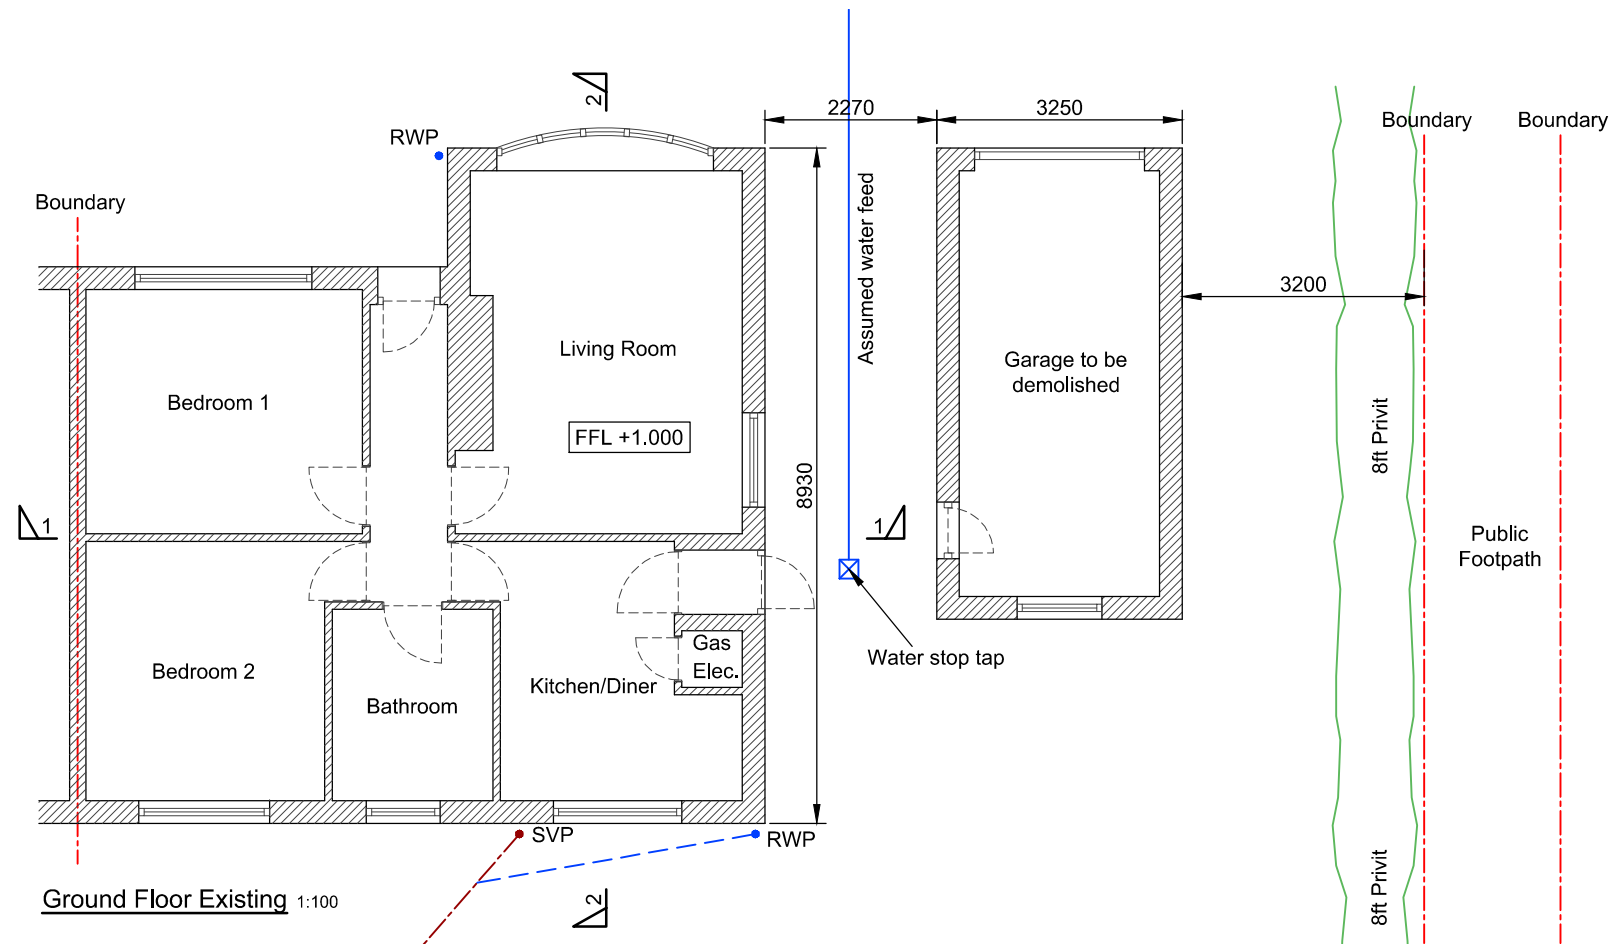 2
2270
3250
RWP
Boundary
Boundary
Boundary
Assumed water feed
3200
Living Room
Garage to be
demolished
Bedroom 1
FFL +1.000
8ft Privit
8930
1
1
Public
Footpath
Gas
Elec.
Water stop tap
Bedroom 2
Kitchen/Diner
Bathroom
SVP
RWP
8ft Privit
Ground Floor Existing 1:100
2